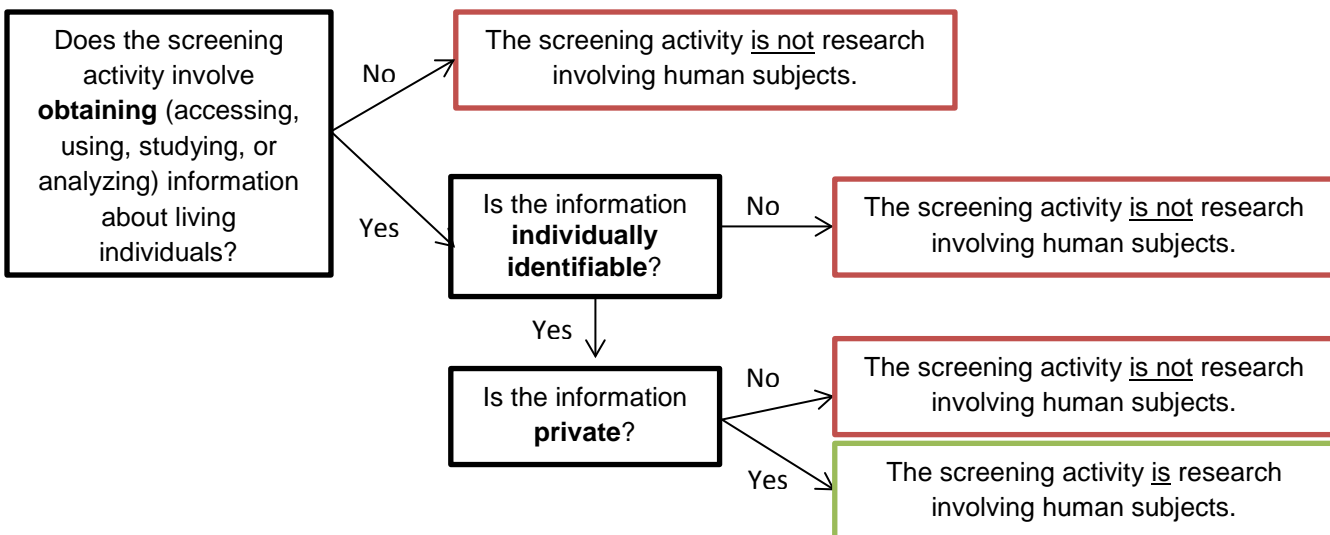 Does the screening
activity involve
obtaining (accessing,
using, studying, or
analyzing) information
about living
individuals?
No
The screening activity is not research
involving human subjects.
Yes
Is the information
individually
identifiable?
No
The screening activity is not research
involving human subjects.
Yes
Is the information
private?
No
The screening activity is not research
involving human subjects.
Yes
The screening activity is research
involving human subjects.